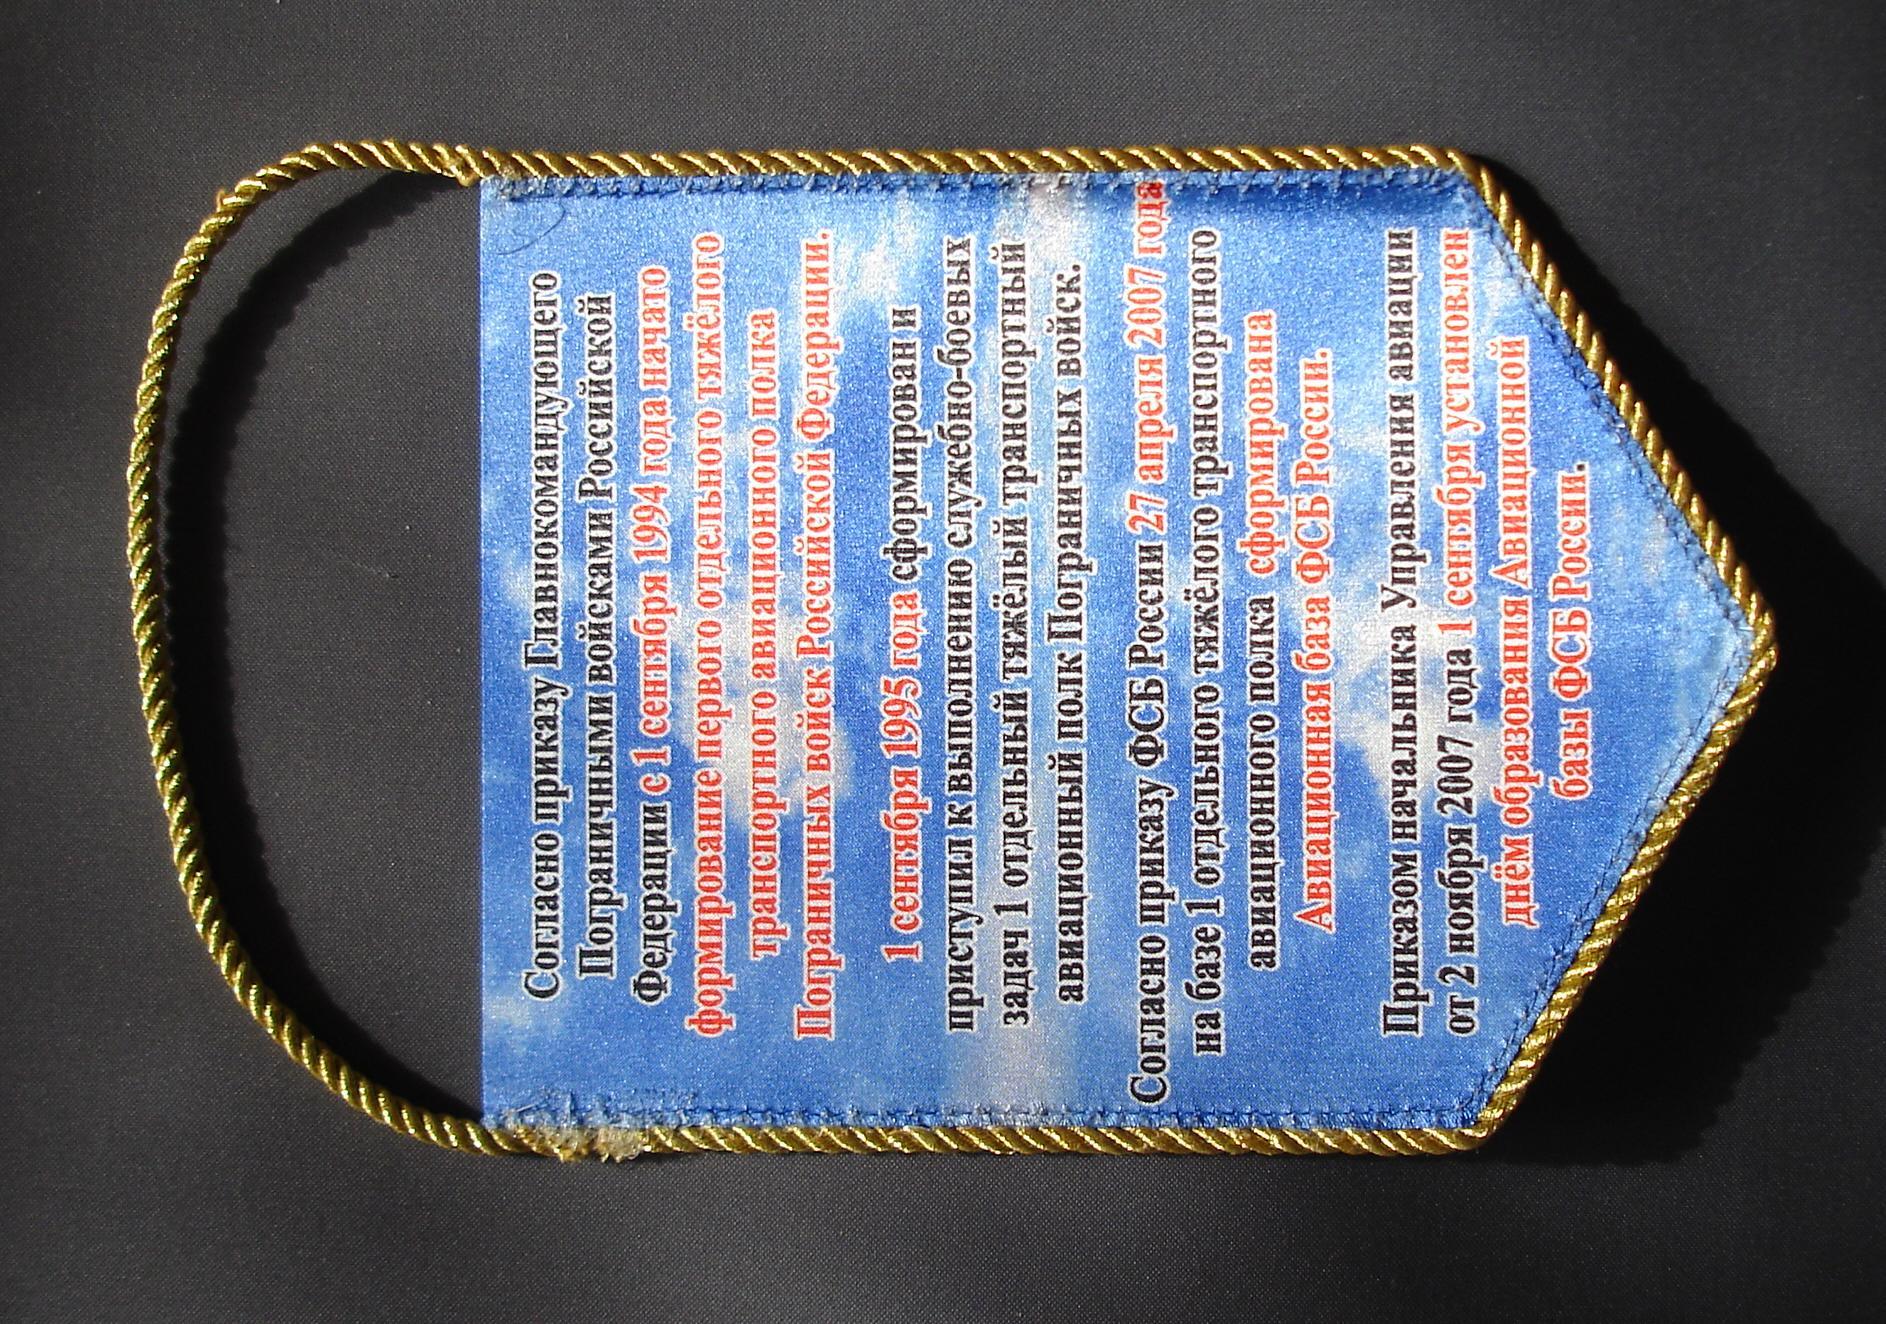 Согласно приказу Главнокомандующего
Пограничными войсками Российской
Федерации с 1 сентября 1994 года начато
формирование первого отдельного тяжёлого
транспортного авиационного полка
Пограничных войск Российской Федерации.
1 сентября 1995 года сформирован и
приступил к выполнению служебно-боевых
задач 1 отдельный тяжёлый транспортный
авиационный полк Пограничных войск.
Согласно приказу ФСБ России 27 апреля 2007 года
на базе 1 отдельного тяжёлого транспортного
авиационного полка сформирована
Авиационная база ФСБ России.
Приказом начальника Управления авиации
от 2 ноября 2007 года 1 сентября установлен
днём образования Авиационной
базы ФСБ России.